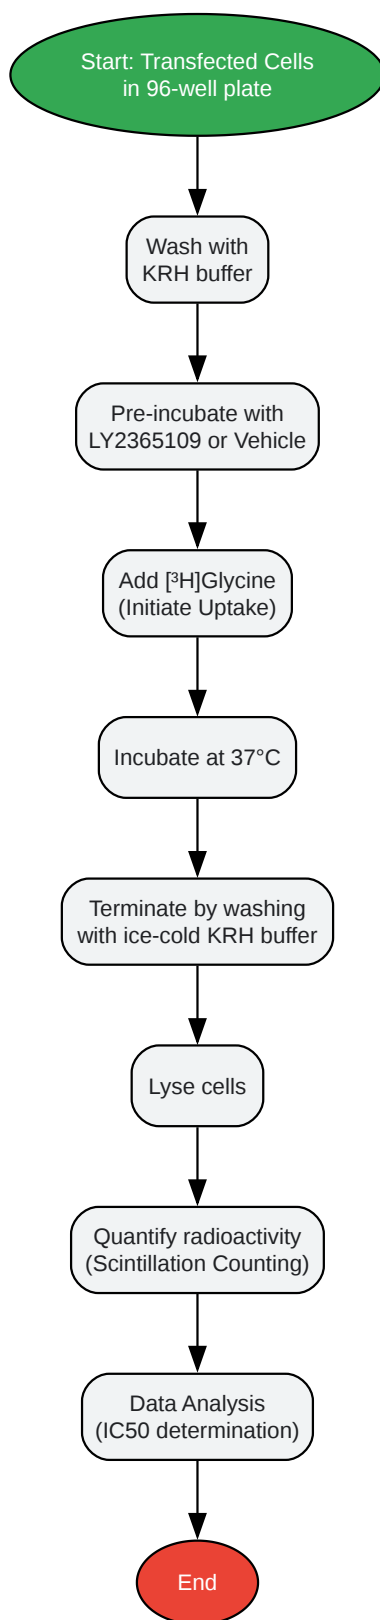 Start: Transfected Cells
in 96-well plate
Wash with
KRH buffer
Pre-incubate with
LY2365109 or Vehicle
Add [³H]Glycine
(Initiate Uptake)
Incubate at 37°C
Terminate by washing
with ice-cold KRH buffer
Lyse cells
Quantify radioactivity
(Scintillation Counting)
Data Analysis
(IC50 determination)
End